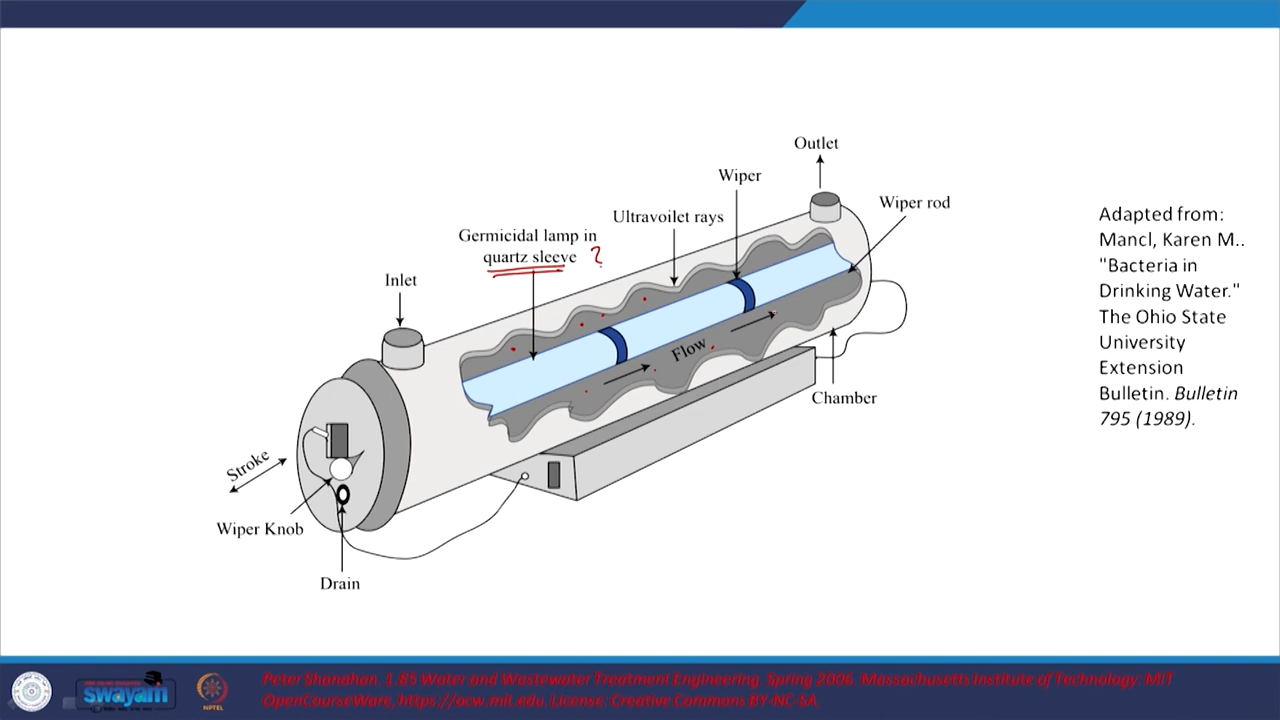 Outlet
Wiper
Wiper rod
Ultravoilet rays
Germicidal lamp in
quartz sleeve ?
Inlet
Flow
Chamber
Stroke
Wiper Knob
Drain
Adapted from:
Mancl, Karen M..
"Bacteria in
Drinking Water."
The Ohio State
University
Extension
Bulletin. Bulletin
795 (1989).
swayam
NPTEL
Peter Shanahan. 1.85 Water and Wastewater Treatment Engineering. Spring 2006. Massachusetts Institute of Technology: MIT
OpenCourseWare, https://ocw.mit.edu. License: Creative Commons BY-NC-SA.